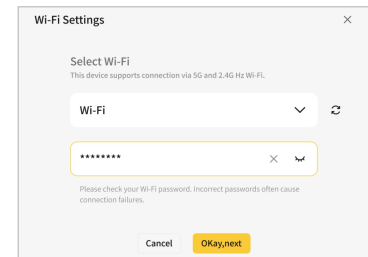 Wi-Fi Settings
Select Wi-Fi
This device supports connection via 5G and 2.4G Hz Wi-Fi.
Wi-Fi
********
Please check your Wi-Fi password. Incorrect passwords often cause
connection failures.
Cancel OKay,next